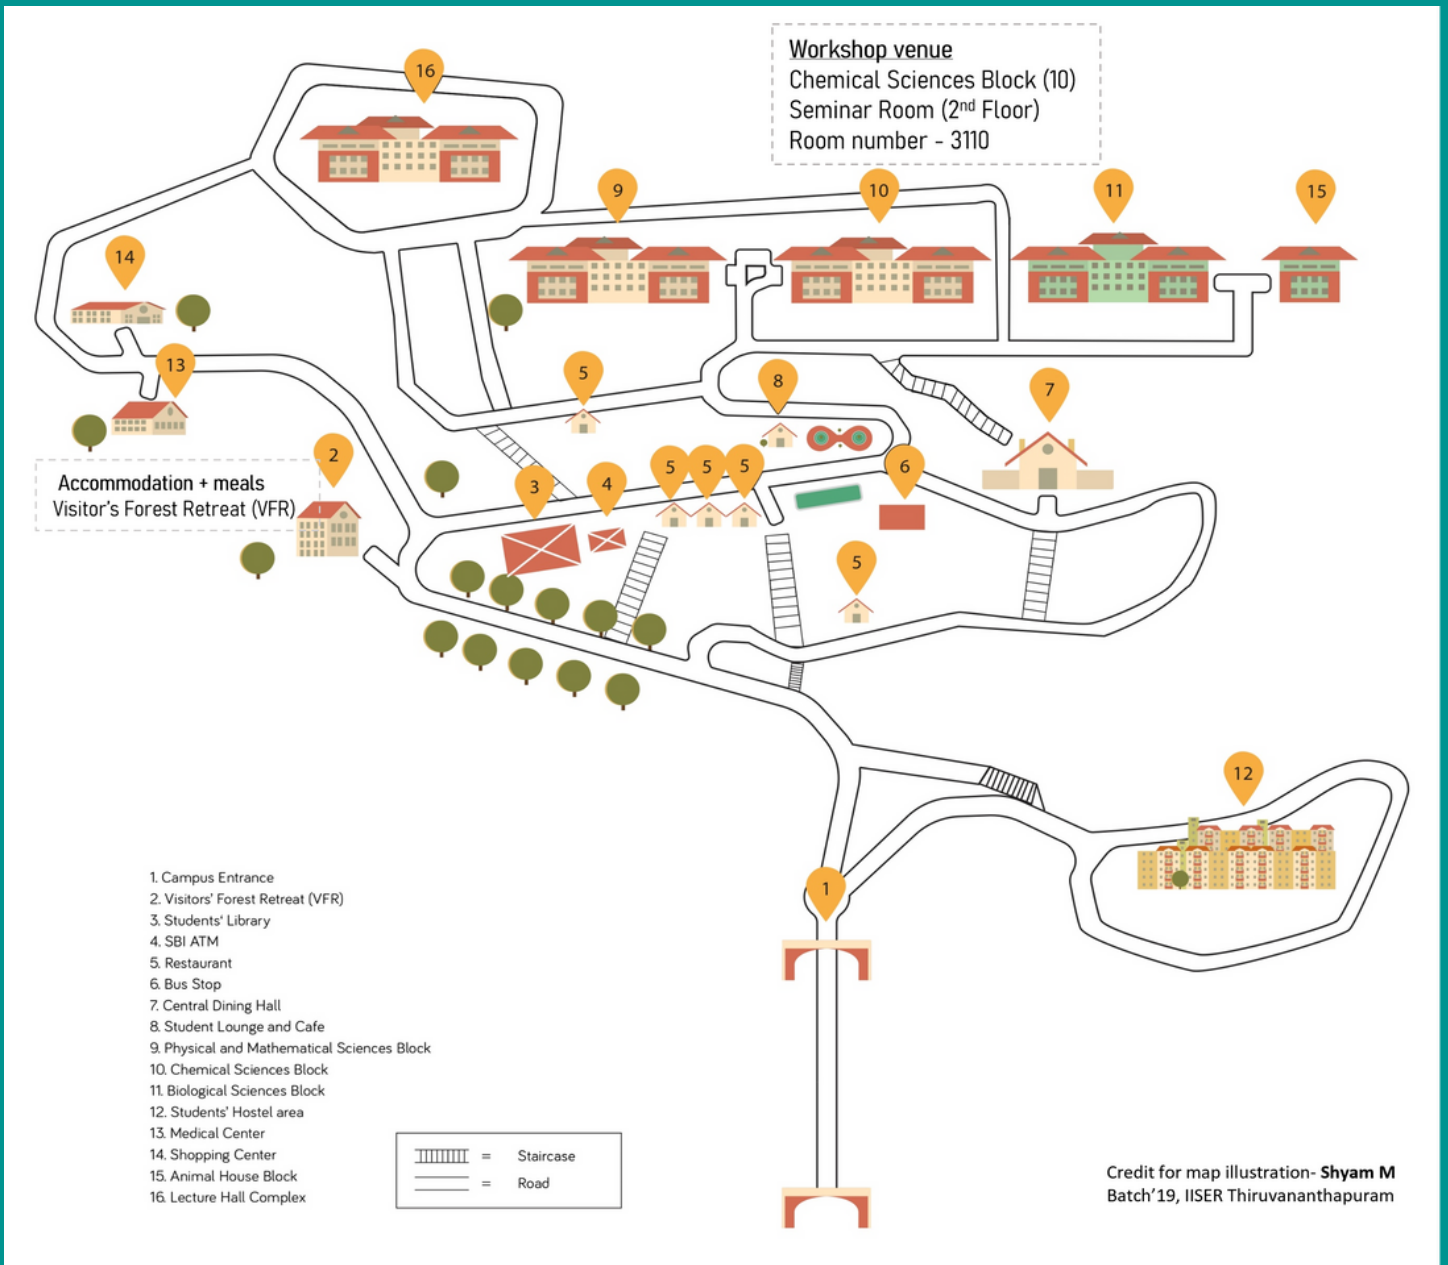 16
Workshop venue
Chemical Sciences Block (10)
Seminar Room (2nd Floor)
Room number - 3110
9
10
11
15
14
13
5
8
7
Accommodation + meals
Visitor's Forest Retreat (VFR)
2
3
4
5
5
5
6
5
12
1
1. Campus Entrance
2. Visitors' Forest Retreat (VFR)
3. Students' Library
4. SBI ATM
5. Restaurant
6. Bus Stop
7. Central Dining Hall
8. Student Lounge and Cafe
9. Physical and Mathematical Sciences Block
10. Chemical Sciences Block
11. Biological Sciences Block
12. Students' Hostel area
13. Medical Center
14. Shopping Center
15. Animal House Block
16. Lecture Hall Complex
= Staircase
= Road
Credit for map illustration- Shyam M
Batch'19, IISER Thiruvananthapuram